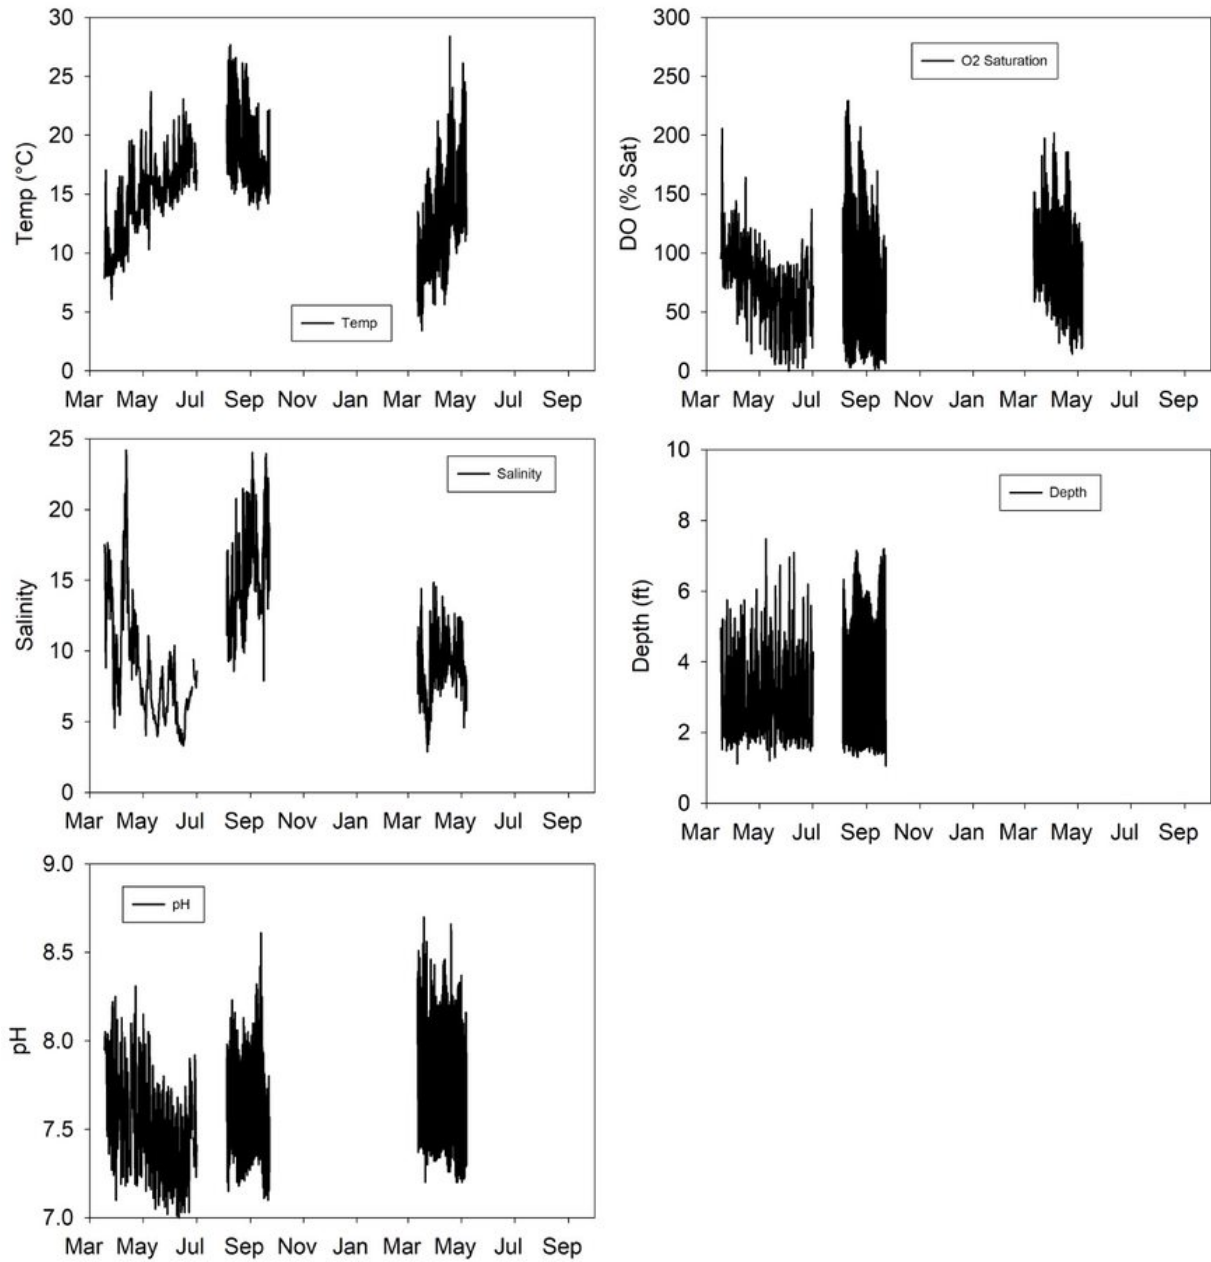 Temp (°C)
30
25
20
15
10
5
0
Temp
Mar May Jul Sep Nov Jan Mar May Jul Sep
DO (% Sat)
300
250
200
150
100
50
0
O2 Saturation
Mar May Jul Sep Nov Jan Mar May Jul Sep
Salinity
25
20
15
10
5
0
Salinity
Mar May Jul Sep Nov Jan Mar May Jul Sep
Depth (ft)
10
8
6
4
2
0
Depth
Mar May Jul Sep Nov Jan Mar May Jul Sep
pH
9.0
8.5
8.0
7.5
7.0
pH
Mar May Jul Sep Nov Jan Mar May Jul Sep